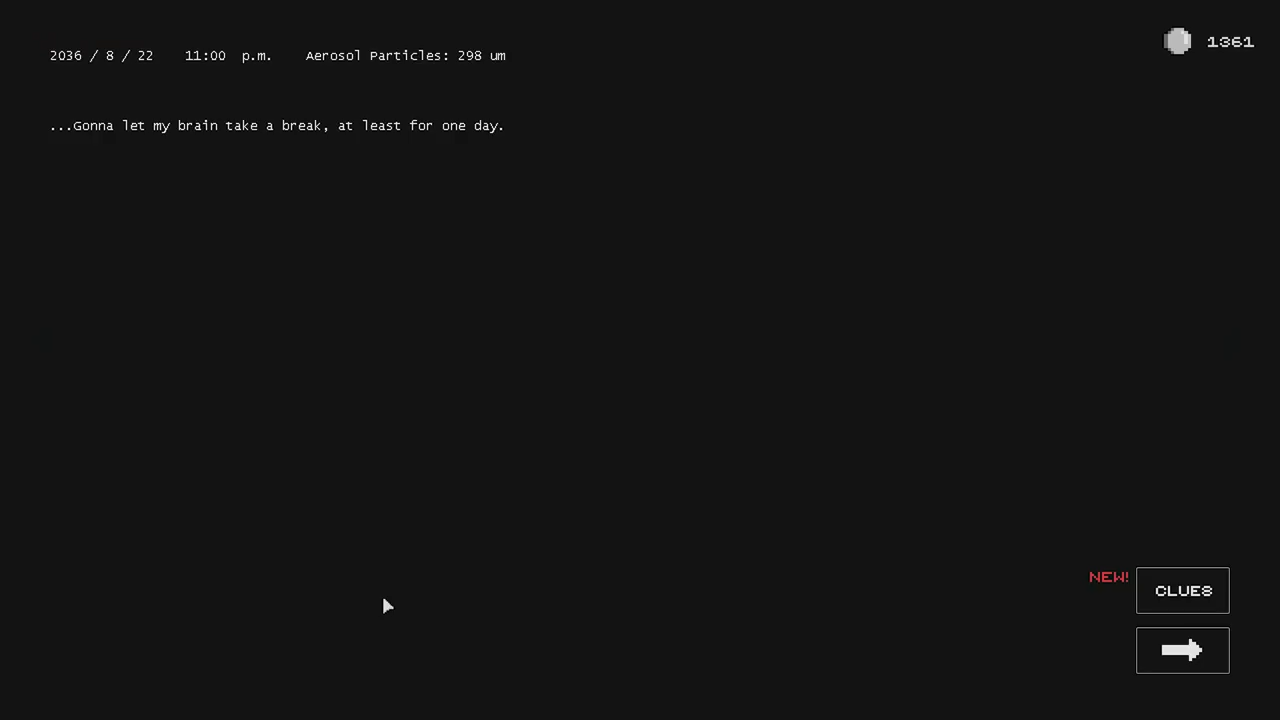 2036 / 8 / 22 11:00 p.m. Aerosol Particles: 298 um
1361
...Gonna let my brain take a break, at least for one day.
NEW!
CLUES